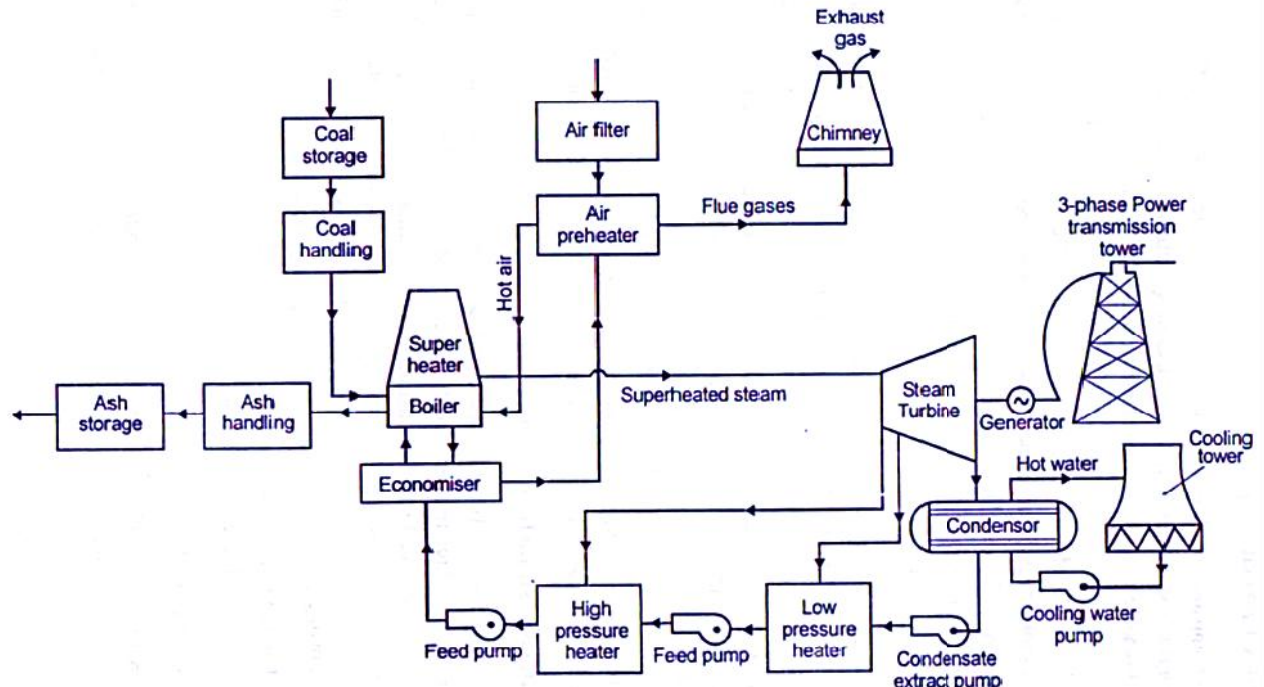 Exhaust
gas
Coal
storage
Air filter
Chimney
Coal
handling
Air
preheater
Flue gases
3-phase Power
transmission
tower
Hot air
Super
heater
Boiler
Superheated steam
Steam
Turbine
Generator
Ash
storage
Ash
handling
Economiser
Hot water
Cooling
tower
Condensor
Cooling water
pump
High
pressure
heater
Low
pressure
heater
Feed pump
Feed pump
Condensate
extract pump